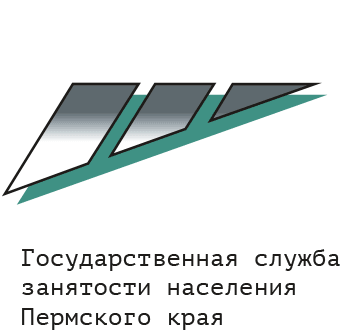 Государственная служба
занятости населения
Пермского края